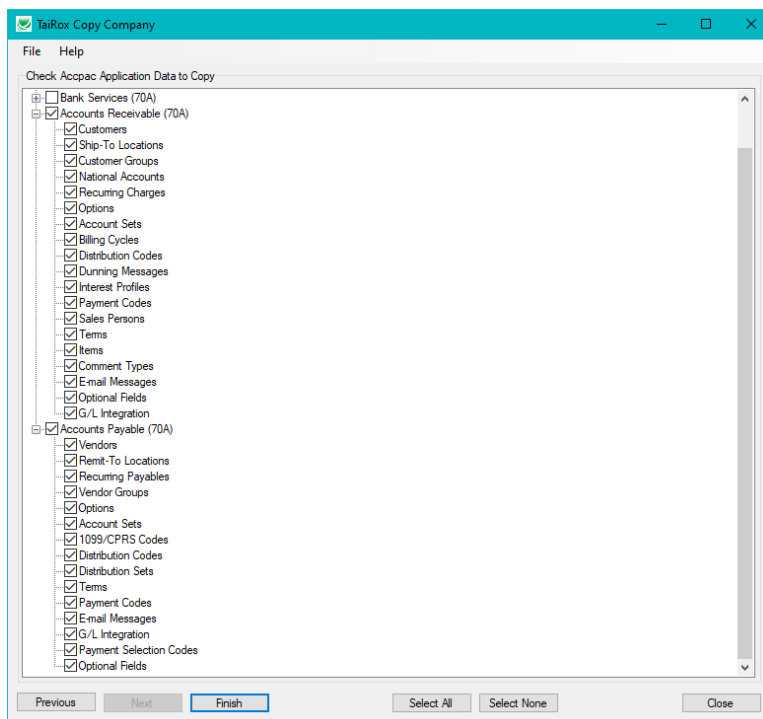 TaiRox Copy Company
File Help
Check Accpac Application Data to Copy
Bank Services (70A)
Accounts Receivable (70A)
Customers
Ship-To Locations
Customer Groups
National Accounts
Recurring Charges
Options
Account Sets
Billing Cycles
Distribution Codes
Dunning Messages
Interest Profiles
Payment Codes
Sales Persons
Terms
Items
Comment Types
E-mail Messages
Optional Fields
G/L Integration
Accounts Payable (70A)
Vendors
Remit-To Locations
Recurring Payables
Vendor Groups
Options
Account Sets
1099/CPRS Codes
Distribution Codes
Distribution Sets
Terms
Payment Codes
E-mail Messages
G/L Integration
Payment Selection Codes
Optional Fields
Previous Next Finish Select All Select None Close